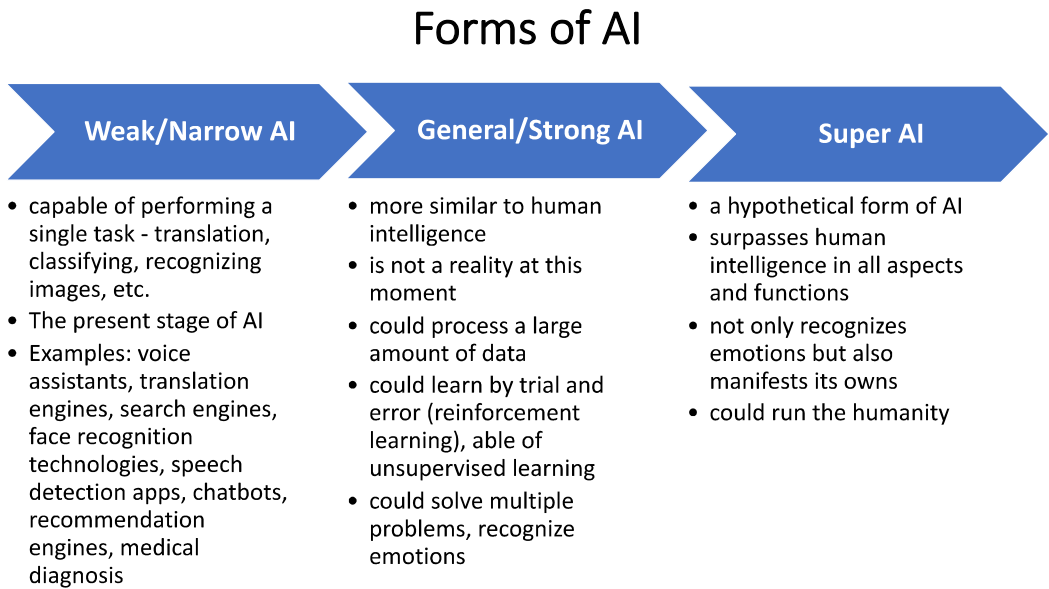 Forms of AI
Weak/Narrow AI
• capable of performing a
single task - translation,
classifying, recognizing
images, etc.
• The present stage of AI
• Examples: voice
assistants, translation
engines, search engines,
face recognition
technologies, speech
detection apps, chatbots,
recommendation
engines, medical
diagnosis
General/Strong AI
• more similar to human
intelligence
• is not a reality at this
moment
• could process a large
amount of data
• could learn by trial and
error (reinforcement
learning), able of
unsupervised learning
• could solve multiple
problems, recognize
emotions
Super AI
• a hypothetical form of AI
• surpasses human
intelligence in all aspects
and functions
• not only recognizes
emotions but also
manifests its owns
• could run the humanity